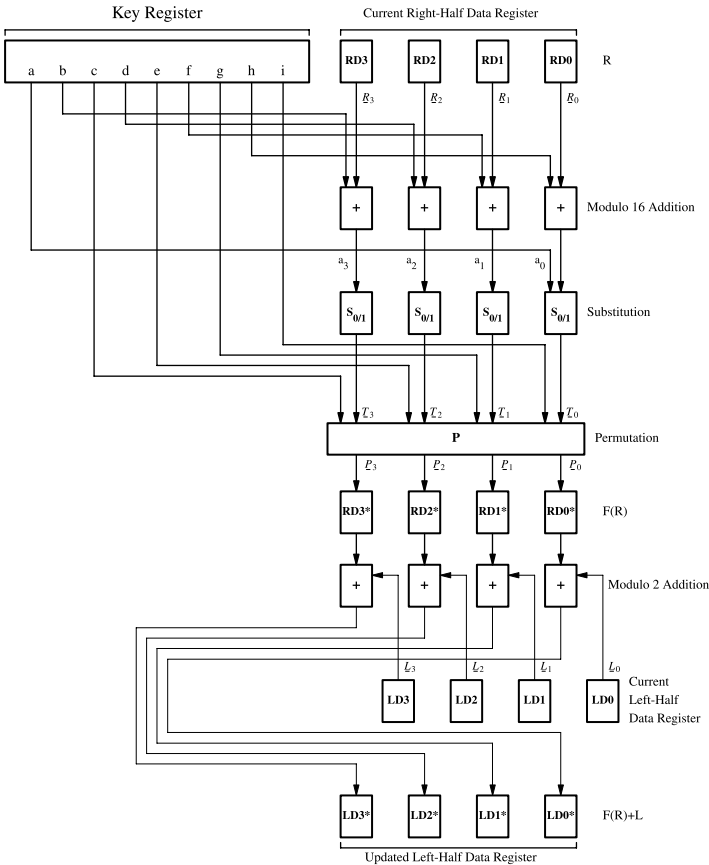 Key Register
Current Right-Half Data Register
RD3 RD2 RD1 RD0 R
a b c d e f g h i
R3 R2 R1 R0
+ + + + Modulo 16 Addition
a3 a2 a1 a0
S0/1 S0/1 S0/1 S0/1 Substitution
T3 T2 T1 T0
P Permutation
P3 P2 P1 P0
RD3* RD2* RD1* RD0* F(R)
+ + + + Modulo 2 Addition
L3 L2 L1 L0
Current
LD3 LD2 LD1 LD0 Left-Half
Data Register
LD3* LD2* LD1* LD0* F(R)+L
Updated Left-Half Data Register